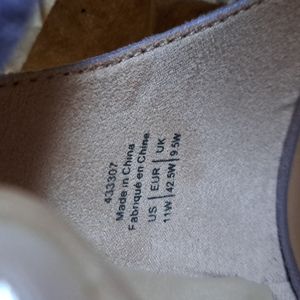 433307
Made in China
Fabriqué en Chine
US | EUR | UK
11W | 42.5W | 9.5W